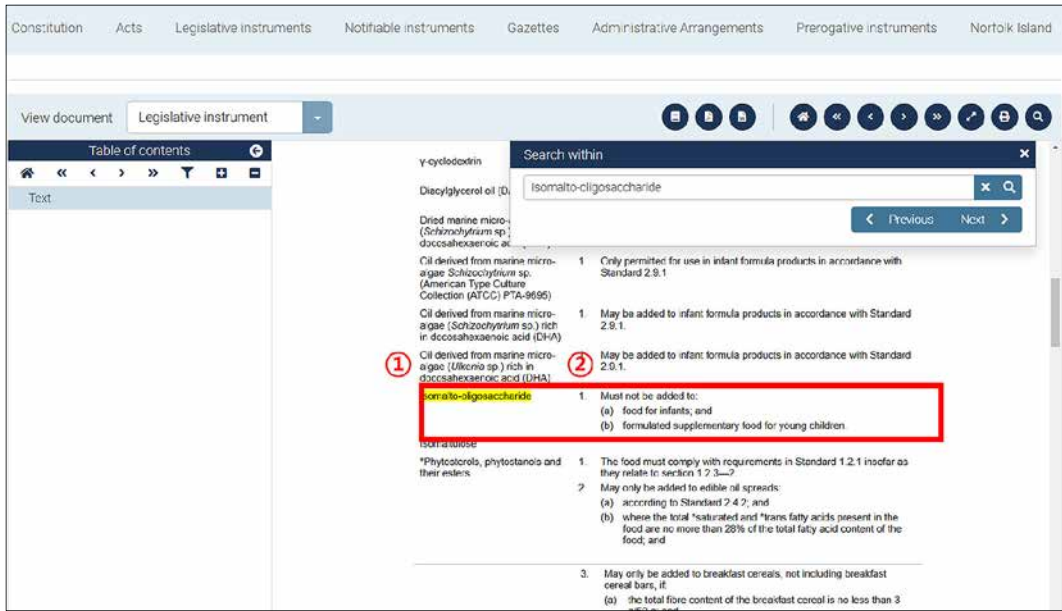 Constitution Acts Legislative instruments Notifiable instruments Gazettes Administrative Arrangements Prerogative instruments Norfolk Island
View document Legislative instrument
Table of contents
Text
Search within
Isomalto-oligosaccharide
Previous Next
γ-cyclodextrin
Diacylglycerol oil (D
Dried marine micro-
(Schizochytrium sp.)
docosahexaenoic ac
Oil derived from marine micro-
algae Schizochytrium sp.
(American Type Culture
Collection (ATCC) PTA-9695)
1. Only permitted for use in infant formula products in accordance with
Standard 2.9.1
Oil derived from marine micro-
algae (Schizochytrium sp.) rich
in docosahexaenoic acid (DHA)
1. May be added to infant formula products in accordance with Standard
2.9.1.
①
Oil derived from marine micro-
algae (Ulkenia sp.) rich in
docosahexaenoic acid (DHA)
②
May be added to infant formula products in accordance with Standard
2.9.1.
Isomalto-oligosaccharide
1. Must not be added to:
(a) food for infants; and
(b) formulated supplementary food for young children.
Isomaltulose
*Phytosterols, phytostanols and
their esters
1. The food must comply with requirements in Standard 1.2.1 insofar as
they relate to section 1.2.3—2
2. May only be added to edible oil spreads:
(a) according to Standard 2.4.2; and
(b) where the total *saturated and *trans fatty acids present in the
food are no more than 28% of the total fatty acid content of the
food; and
3. May only be added to breakfast cereals, not including breakfast
cereal bars, if:
(a) the total fibre content of the breakfast cereal is no less than 3